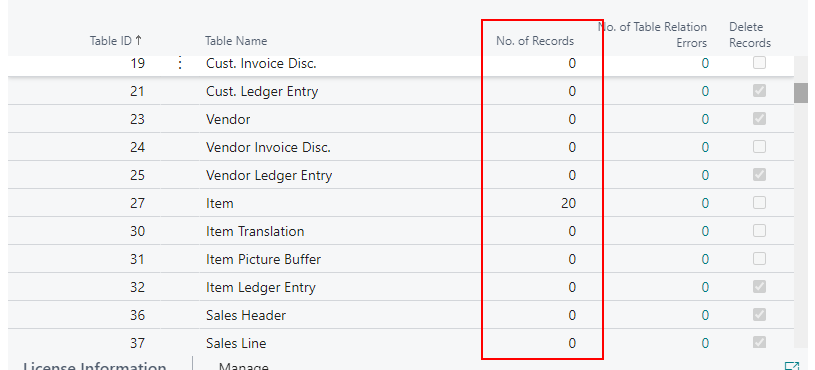 Table ID ↑ Table Name No. of Records No. of Table Relation Errors Delete Records
19 Cust. Invoice Disc. 0 0
21 Cust. Ledger Entry 0 0
23 Vendor 0 0
24 Vendor Invoice Disc. 0 0
25 Vendor Ledger Entry 0 0
27 Item 20 0
30 Item Translation 0 0
31 Item Picture Buffer 0 0
32 Item Ledger Entry 0 0
36 Sales Header 0 0
37 Sales Line 0 0
License Information Manage